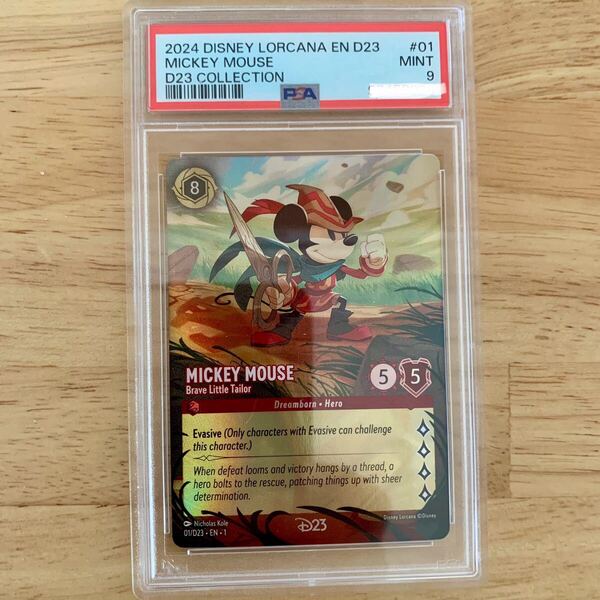 2024 DISNEY LORCANA EN D23 #01
MICKEY MOUSE MINT
D23 COLLECTION 9
PSA
8
MICKEY MOUSE
Brave Little Tailor
5 5
Dreamborn • Hero
Evasive (Only characters with Evasive can challenge
this character.)
When defeat looms and victory hangs by a thread, a
hero bolts to the rescue, patching things up with sheer
determination.
Nicholas Kole
01/D23 • EN • 1
D23
Disney Lorcana ©Disney